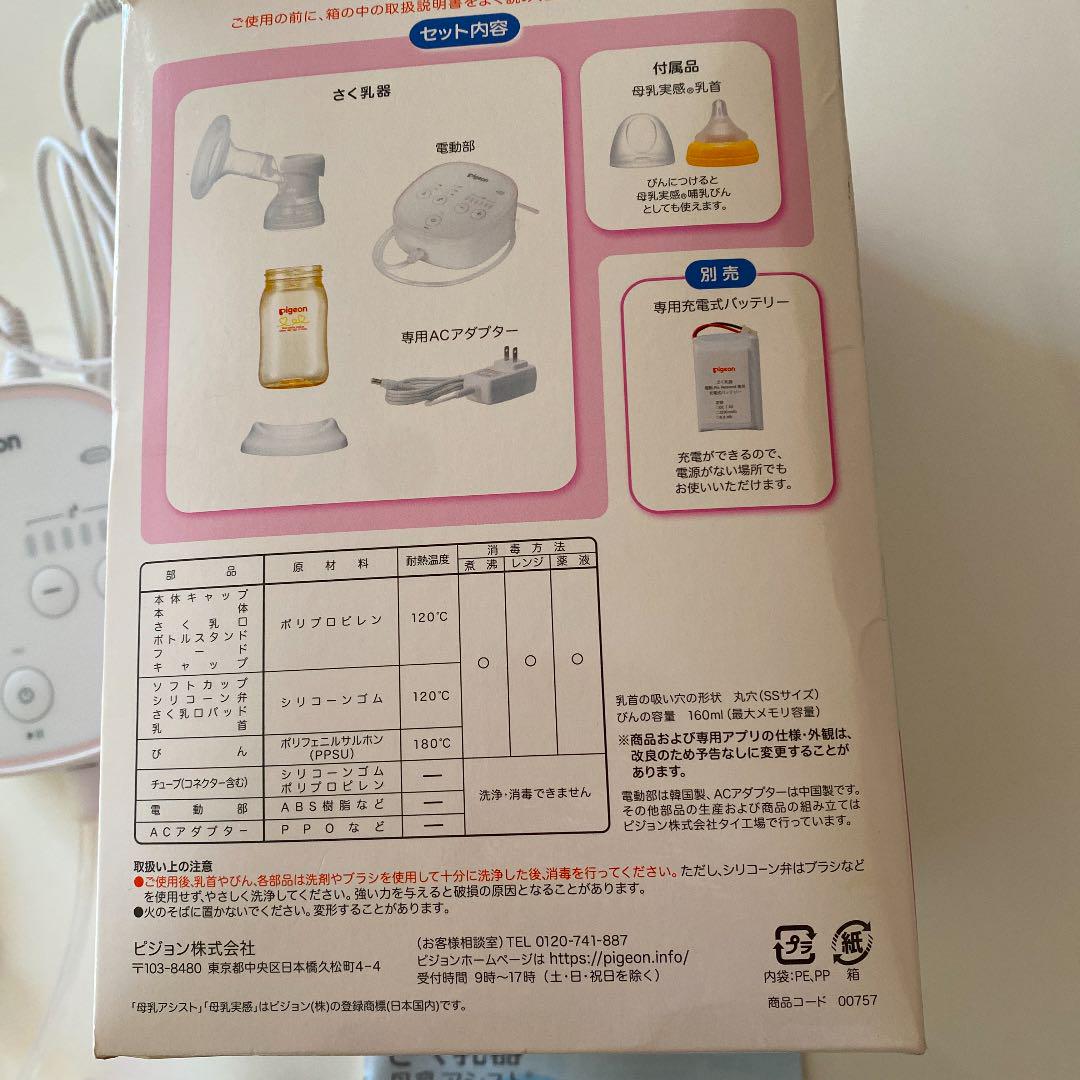 ご使用の前に、箱の中の取扱説明書をよく読み
セット内容
さく乳器
電動部
pigeon
pigeon
専用ACアダプター
付属品
母乳実感®乳首
びんにつけると
母乳実感®哺乳びん
としても使えます。
別売
専用充電式バッテリー
pigeon
さく乳器
充電式バッテリー
充電ができるので、
電源がない場所でも
お使いいただけます。
部品 原材料 耐熱温度 消毒方法
煮沸 レンジ 薬液
本体キャップ
本体
さく乳口
ボトルスタンド
フード
キャップ
ポリプロピレン 120℃
ソフトカップ
シリコーン弁
さく乳口パッド
乳首
シリコーンゴム 120℃
○ ○ ○
びん ポリフェニルサルホン
(PPSU) 180℃
チューブ(コネクター含む) シリコーンゴム
ポリプロピレン ー
電動部 ABS樹脂など ー
ACアダプター PPOなど ー
洗浄・消毒できません
乳首の吸い穴の形状 丸穴(SSサイズ)
びんの容量 160ml(最大メモリ容量)
※商品および専用アプリの仕様・外観は、
改良のため予告なしに変更することが
あります。
電動部は韓国製、ACアダプターは中国製です。
その他部品の生産および商品の組み立ては
ピジョン株式会社タイ工場で行っています。
取扱い上の注意
●ご使用後、乳首やびん、各部品は洗剤やブラシを使用して十分に洗浄した後、消毒を行ってください。ただし、シリコーン弁はブラシなど
を使用せず、やさしく洗浄してください。強い力を与えると破損の原因となることがあります。
●火のそばに置かないでください。変形することがあります。
ピジョン株式会社
〒103-8480 東京都中央区日本橋久松町4-4
(お客様相談室)TEL 0120-741-887
ピジョンホームページは https://pigeon.info/
受付時間 9時〜17時(土・日・祝日を除く)
プラ
紙
内袋:PE,PP 箱
「母乳アシスト」「母乳実感」はピジョン(株)の登録商標(日本国内)です。
商品コード 00757
さく乳器
母乳アシスト